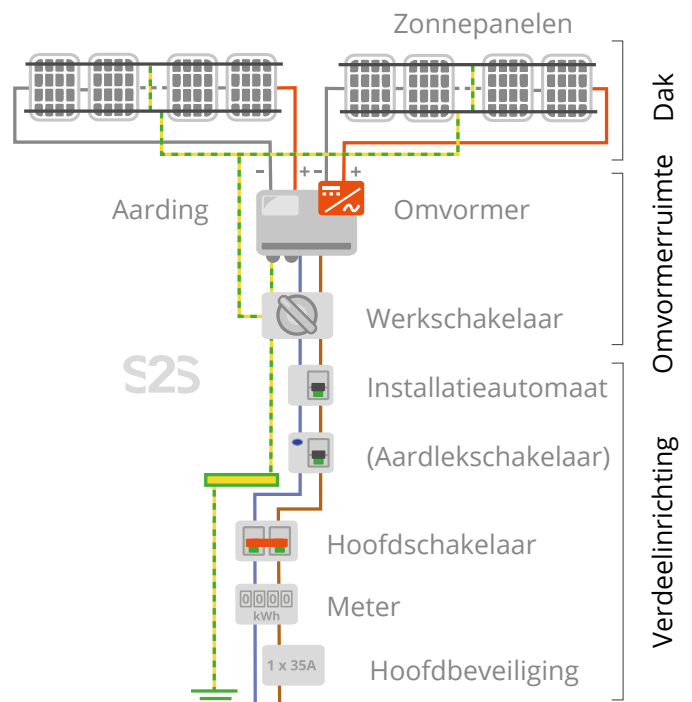 Zonnepanelen
Dak
- + - +
Aarding
Omvormer
Omvormerruimte
Werkschakelaar
S2S
Installatieautomaat
(Aardlekschakelaar)
Verdeelinrichting
Hoofdschakelaar
0000
kWh
Meter
1 x 35A
Hoofdbeveiliging